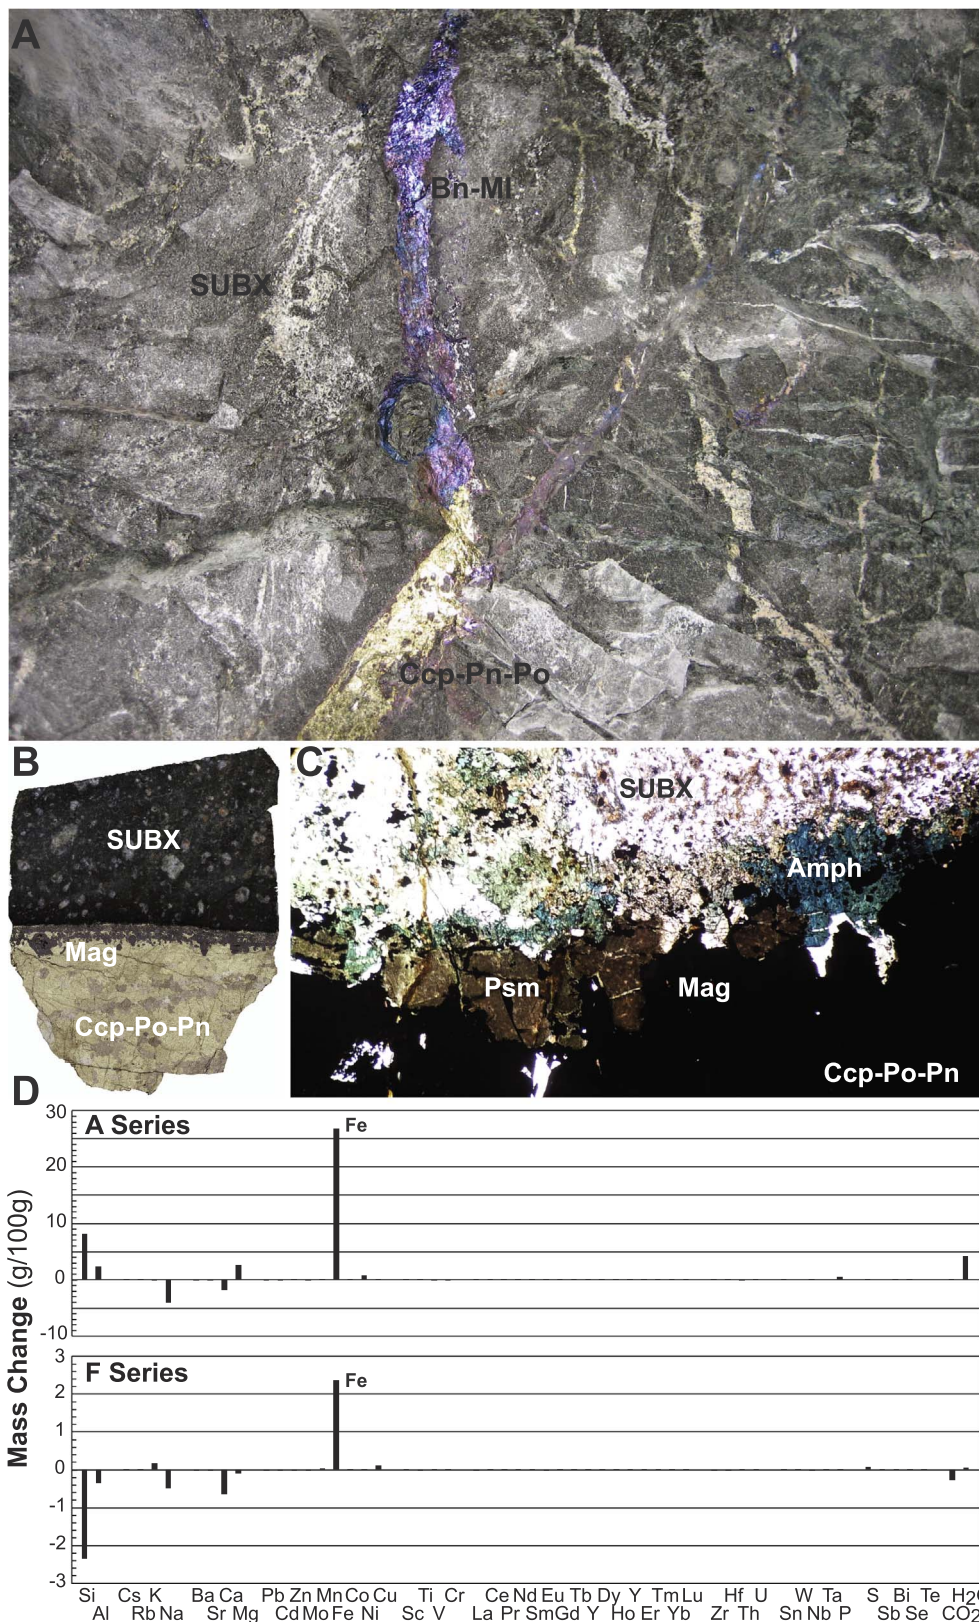 A
Bn-Ml
SUBX
Ccp-Pn-Po
B
SUBX
Mag
Ccp-Po-Pn
C
SUBX
Amph
Psm
Mag
Ccp-Po-Pn
D
Mass Change (g/100g)
A Series
Fe
30
20
10
0
-10
F Series
Fe
3
2
1
0
-1
-2
-3
Si Cs K Ba Ca Pb Zn Mn Co Cu Ti Cr Ce Nd Eu Tb Dy Y Tm Lu Hf U W Ta S Bi Te
Al Rb Na Sr Mg Cd Mo Fe Ni Sc V La Pr Sm Gd Y Ho Er Yb Zr Th Sn Nb P Sb Se